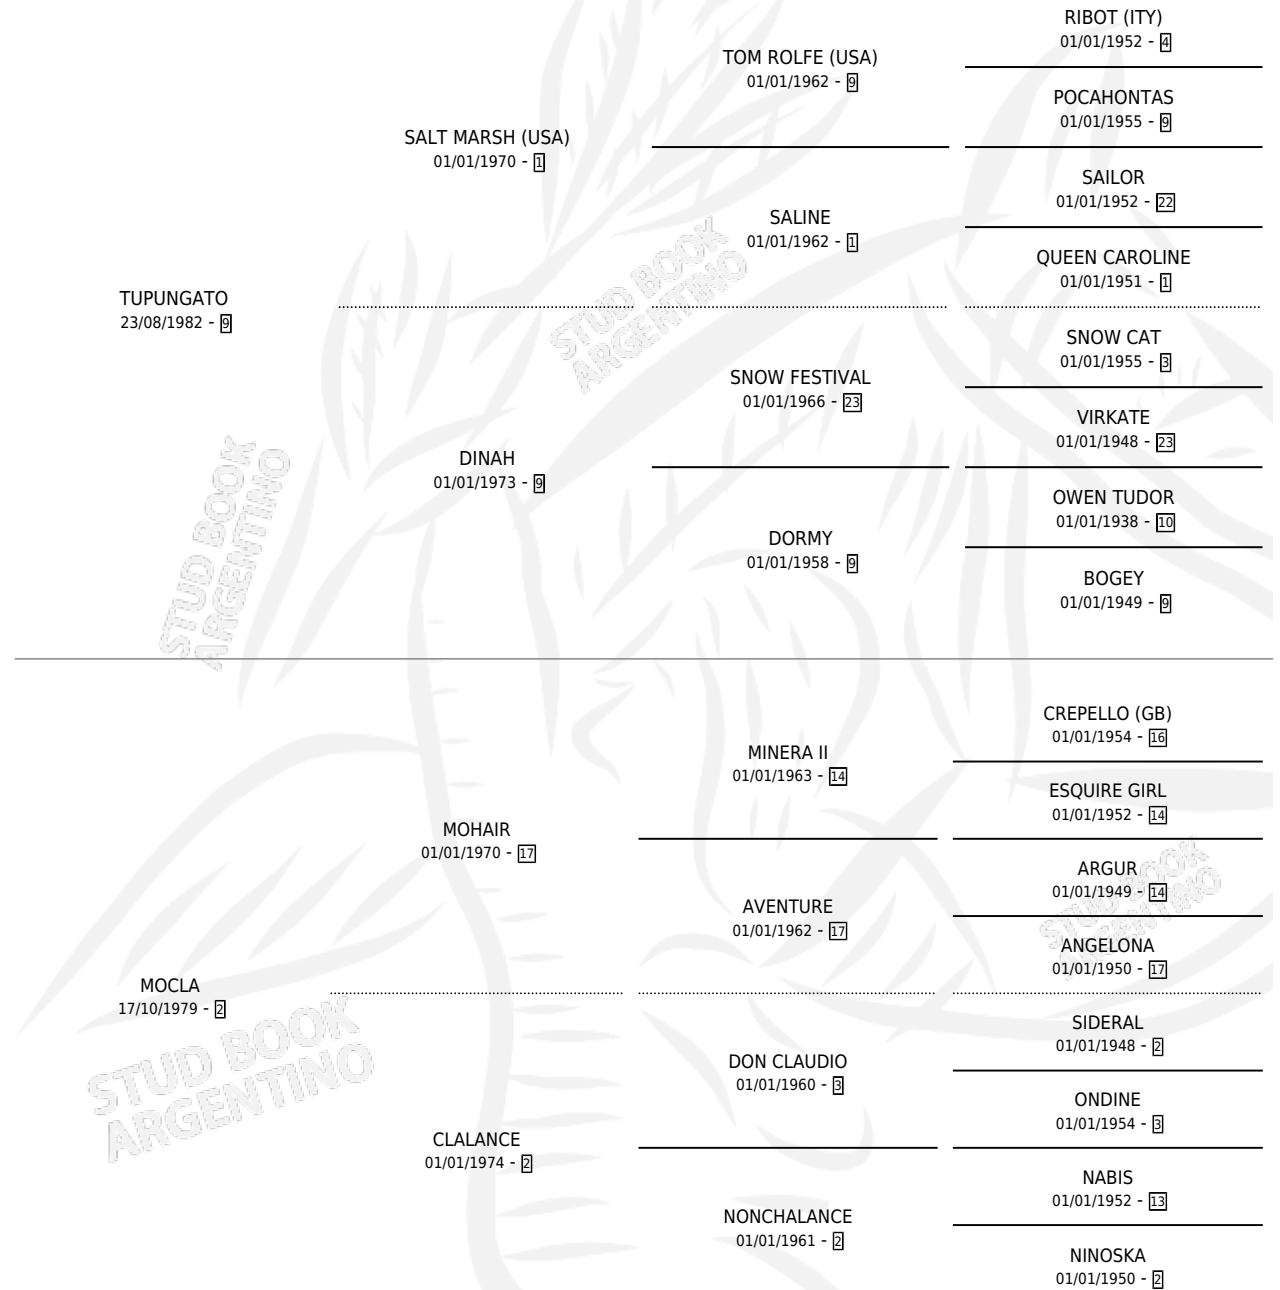 RIBOT (ITY)
01/01/1952 - 4
TOM ROLFE (USA)
01/01/1962 - 9
POCAHONTAS
01/01/1955 - 9
SALT MARSH (USA)
01/01/1970 - 1
SAILOR
01/01/1952 - 22
SALINE
01/01/1962 - 1
QUEEN CAROLINE
01/01/1951 - 1
TUPUNGATO
23/08/1982 - 9
SNOW CAT
01/01/1955 - 3
SNOW FESTIVAL
01/01/1966 - 23
VIRKATE
01/01/1948 - 23
DINAH
01/01/1973 - 9
OWEN TUDOR
01/01/1938 - 10
DORMY
01/01/1958 - 9
BOGEY
01/01/1949 - 9
STUD BOOK
ARGENTINO
STUD BOOK
ARGENTINO
CREPELLO (GB)
01/01/1954 - 16
MINERA II
01/01/1963 - 14
ESQUIRE GIRL
01/01/1952 - 14
MOHAIR
01/01/1970 - 17
ARGUR
01/01/1949 - 14
AVENTURE
01/01/1962 - 17
ANGELONA
01/01/1950 - 17
MOCLA
17/10/1979 - 2
SIDERAL
01/01/1948 - 2
DON CLAUDIO
01/01/1960 - 3
ONDINE
01/01/1954 - 3
CLALANCE
01/01/1974 - 2
NABIS
01/01/1952 - 13
NONCHALANCE
01/01/1961 - 2
NINOSKA
01/01/1950 - 2
STUD BOOK
ARGENTINO
STUD BOOK
ARGENTINO